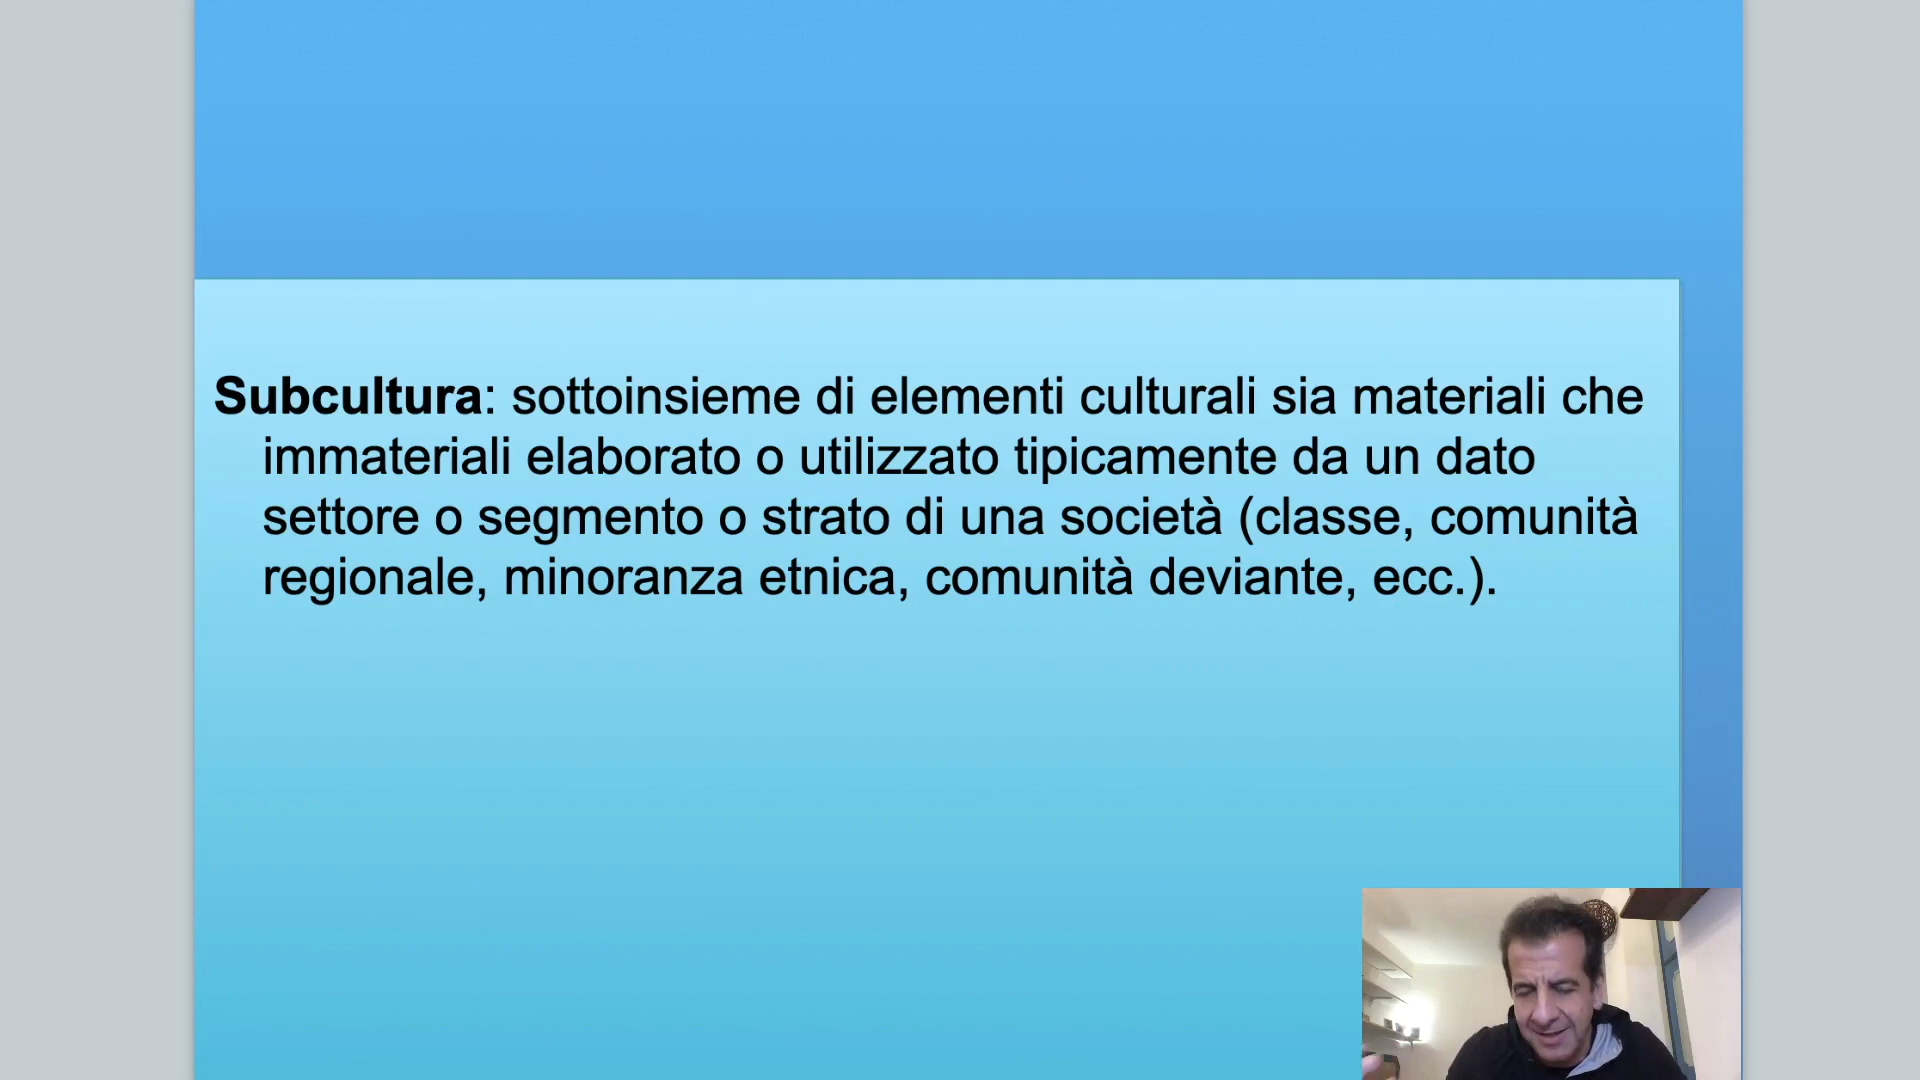 Subcultura: sottoinsieme di elementi culturali sia materiali che
immateriali elaborato o utilizzato tipicamente da un dato
settore o segmento o strato di una società (classe, comunità
regionale, minoranza etnica, comunità deviante, ecc.).